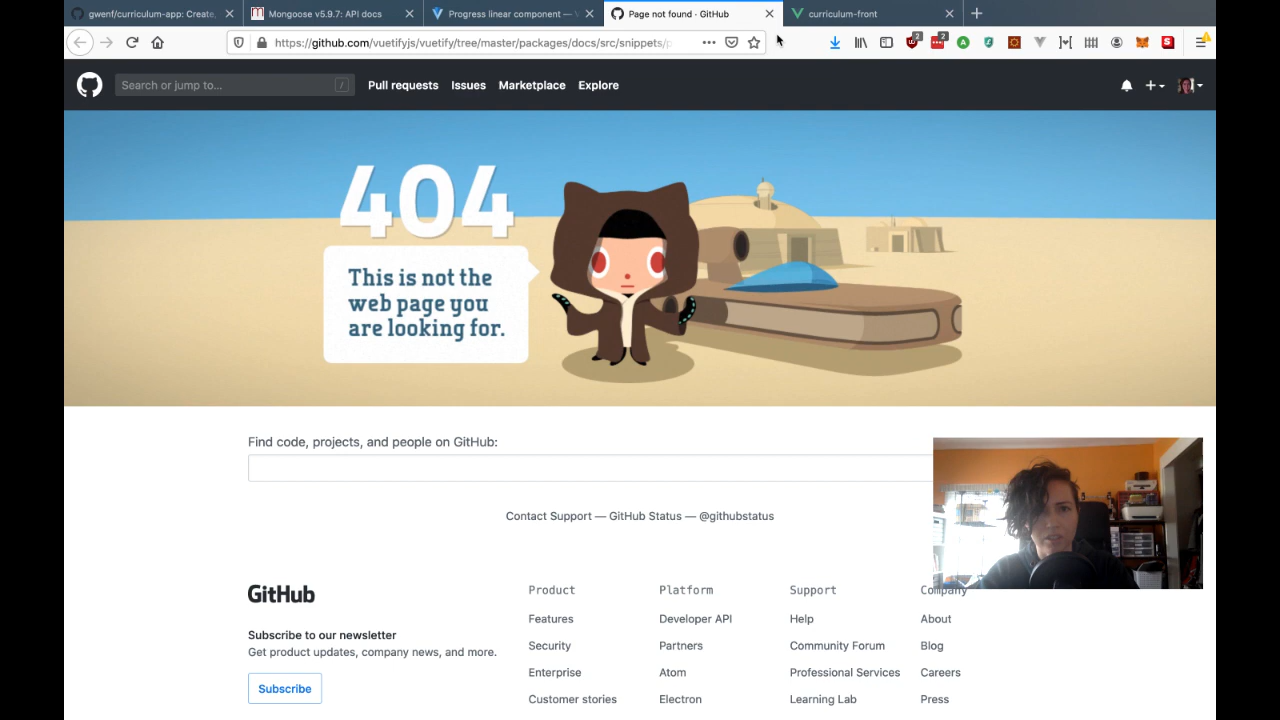 gwenf/curriculum-app: Create,
Mongoose v5.9.7: API docs
Progress linear component —
Page not found · GitHub
curriculum-front
https://github.com/vuetifyjs/vuetify/tree/master/packages/docs/src/snippets/p
2
2
Search or jump to...
/
Pull requests
Issues
Marketplace
Explore
404
This is not the
web page you
are looking for.
Find code, projects, and people on GitHub:
Contact Support — GitHub Status — @githubstatus
GitHub
Subscribe to our newsletter
Get product updates, company news, and more.
Subscribe
Product
Features
Security
Enterprise
Customer stories
Platform
Developer API
Partners
Atom
Electron
Support
Help
Community Forum
Professional Services
Learning Lab
Company
About
Blog
Careers
Press